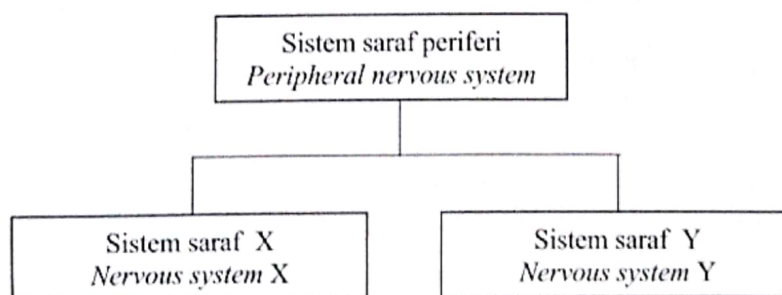 Sistem saraf periferi
Peripheral nervous system
Sistem saraf X
Nervous system X
Sistem saraf Y
Nervous system Y